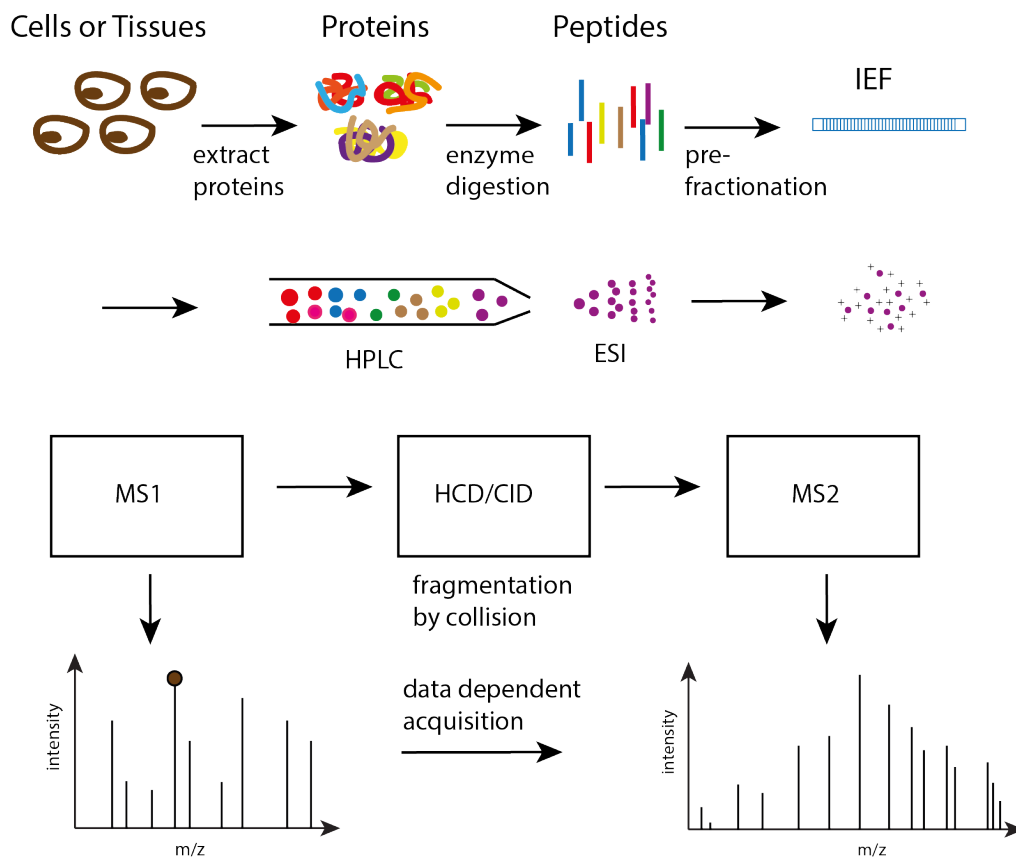 Cells or Tissues
Proteins
Peptides
IEF
extract
proteins
enzyme
digestion
pre-
fractionation
HPLC
ESI
MS1
HCD/CID
MS2
fragmentation
by collision
data dependent
acquisition
intensity
m/z
intensity
m/z